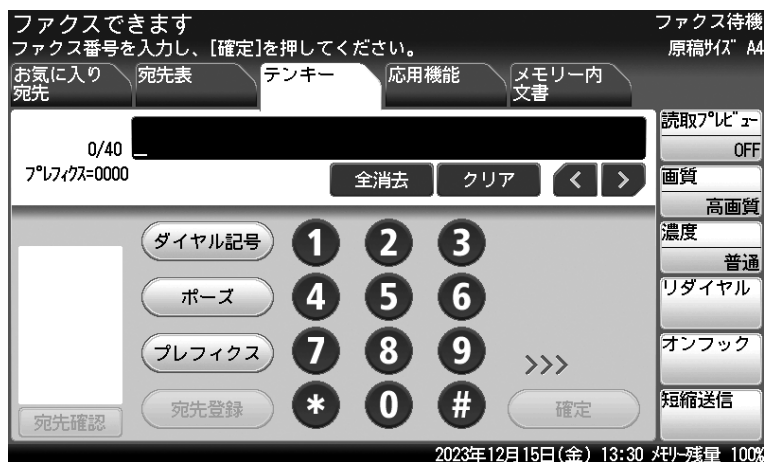 ファクスできます
ファクス待機
ファクス番号を入力し、[確定]を押してください。
原稿ｻｲｽﾞ A4
お気に入り
宛先
宛先表
テンキー
応用機能
メモリー内
文書
0/40
_
ﾌﾟﾚﾌｨｸｽ=0000
全消去
クリア
<
>
読取ﾌﾟﾚﾋﾞｭｰ
OFF
画質
高画質
濃度
普通
リダイヤル
オンフック
短縮送信
ダイヤル記号
1
2
3
ポーズ
4
5
6
プレフィクス
7
8
9
>>>
宛先確認
宛先登録
*
0
#
確定
2023年12月15日(金) 13:30 ﾒﾓﾘｰ残量 100%